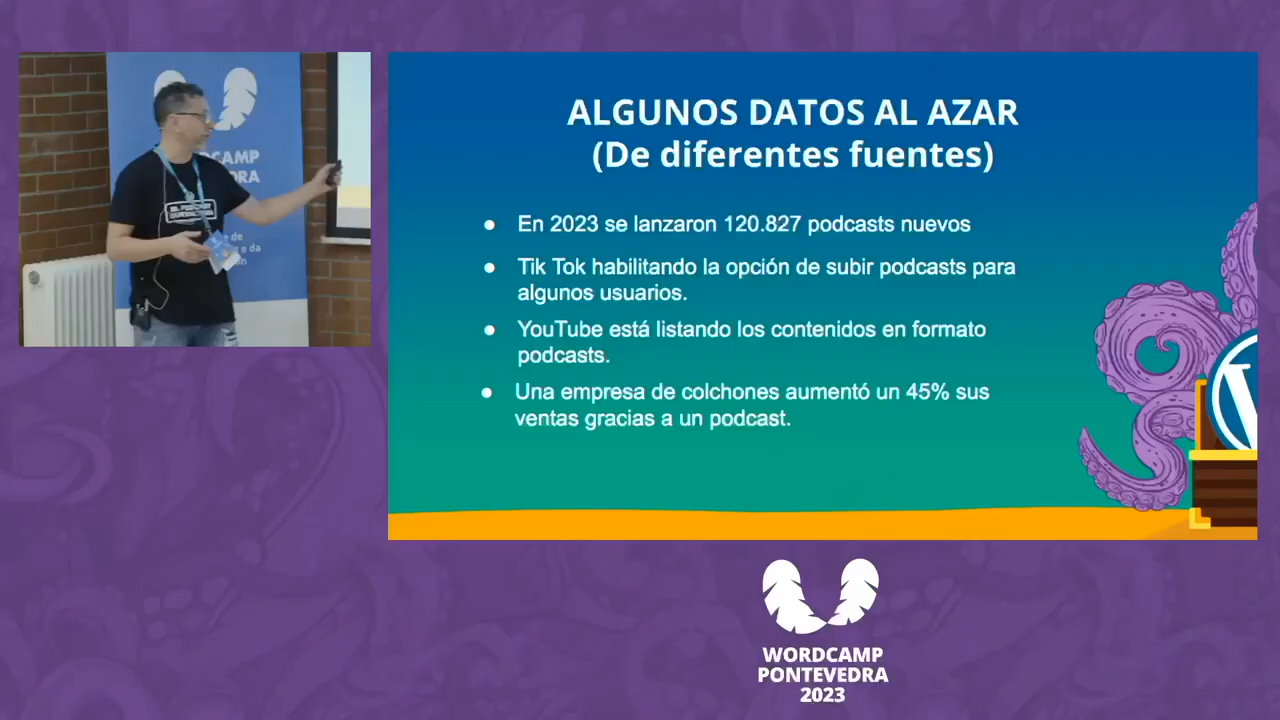 ALGUNOS DATOS AL AZAR
(De diferentes fuentes)
● En 2023 se lanzaron 120.827 podcasts nuevos
● Tik Tok habilitando la opción de subir podcasts para
algunos usuarios.
● YouTube está listando los contenidos en formato
podcasts.
● Una empresa de colchones aumentó un 45% sus
ventas gracias a un podcast.
WORDCAMP
PONTEVEDRA
2023